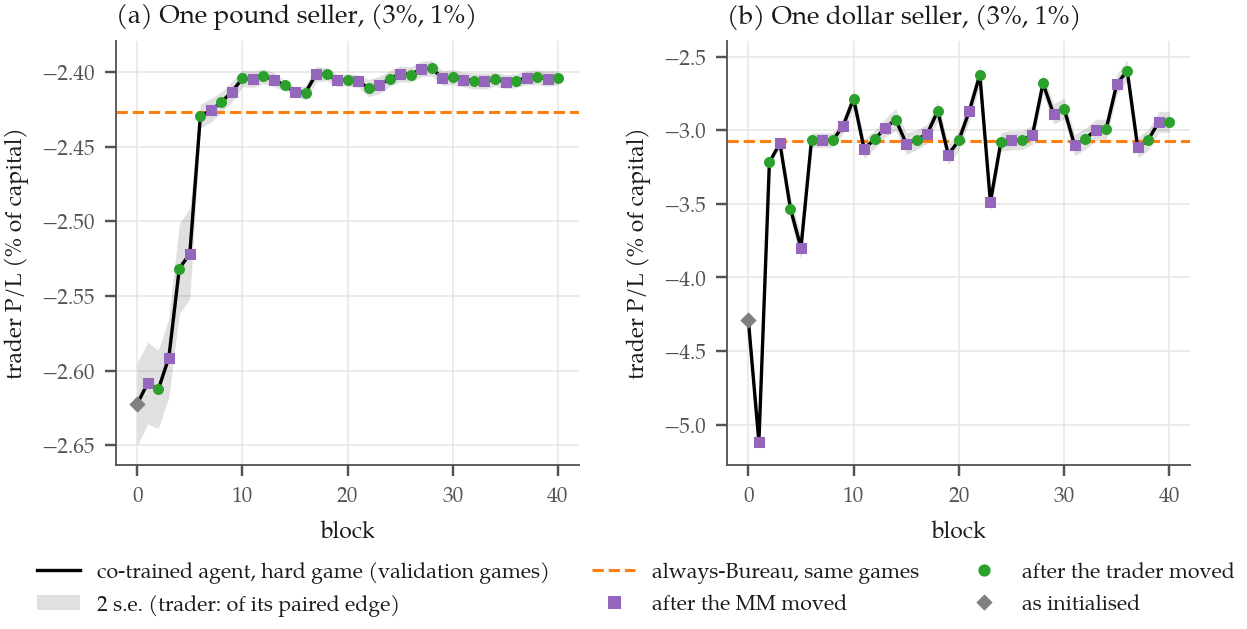 (a) One pound seller, (3%, 1%)
(b) One dollar seller, (3%, 1%)
trader P/L (% of capital)
−2.40
−2.45
−2.50
−2.55
−2.60
−2.65
0 10 20 30 40
block
trader P/L (% of capital)
−2.5
−3.0
−3.5
−4.0
−4.5
−5.0
0 10 20 30 40
block
co-trained agent, hard game (validation games)
2 s.e. (trader: of its paired edge)
always-Bureau, same games
after the MM moved
after the trader moved
as initialised